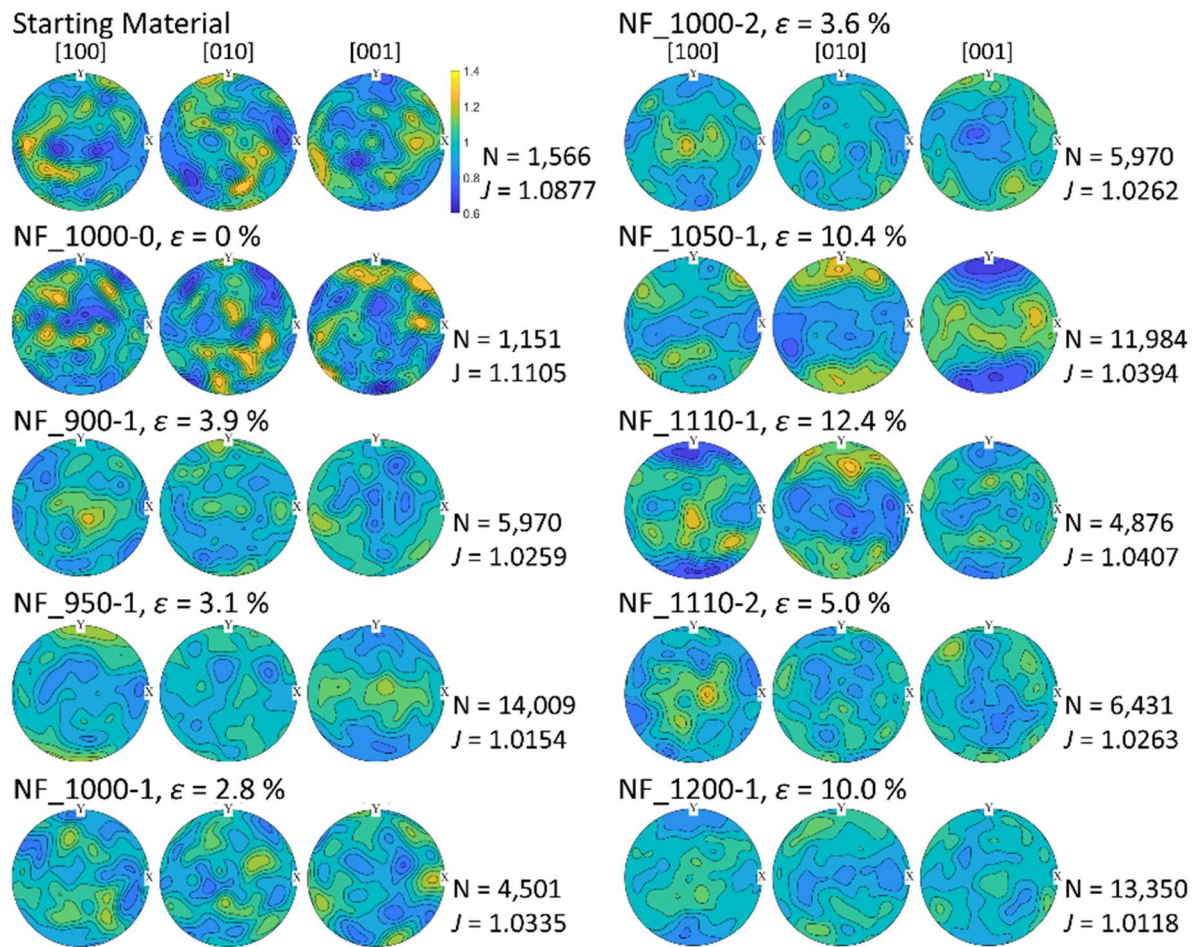 Starting Material
[100] [010] [001]
Y Y Y
X X X
1.4
1.2
1
0.8
0.6
N = 1,566
J = 1.0877
NF_1000-0, ε = 0 %
Y Y Y
X X X
N = 1,151
J = 1.1105
NF_900-1, ε = 3.9 %
Y Y Y
X X X
N = 5,970
J = 1.0259
NF_950-1, ε = 3.1 %
Y Y Y
X X X
N = 14,009
J = 1.0154
NF_1000-1, ε = 2.8 %
Y Y Y
X X X
N = 4,501
J = 1.0335
NF_1000-2, ε = 3.6 %
[100] [010] [001]
Y Y Y
X X X
N = 5,970
J = 1.0262
NF_1050-1, ε = 10.4 %
Y Y Y
X X X
N = 11,984
J = 1.0394
NF_1110-1, ε = 12.4 %
Y Y Y
X X X
N = 4,876
J = 1.0407
NF_1110-2, ε = 5.0 %
Y Y Y
X X X
N = 6,431
J = 1.0263
NF_1200-1, ε = 10.0 %
Y Y Y
X X X
N = 13,350
J = 1.0118